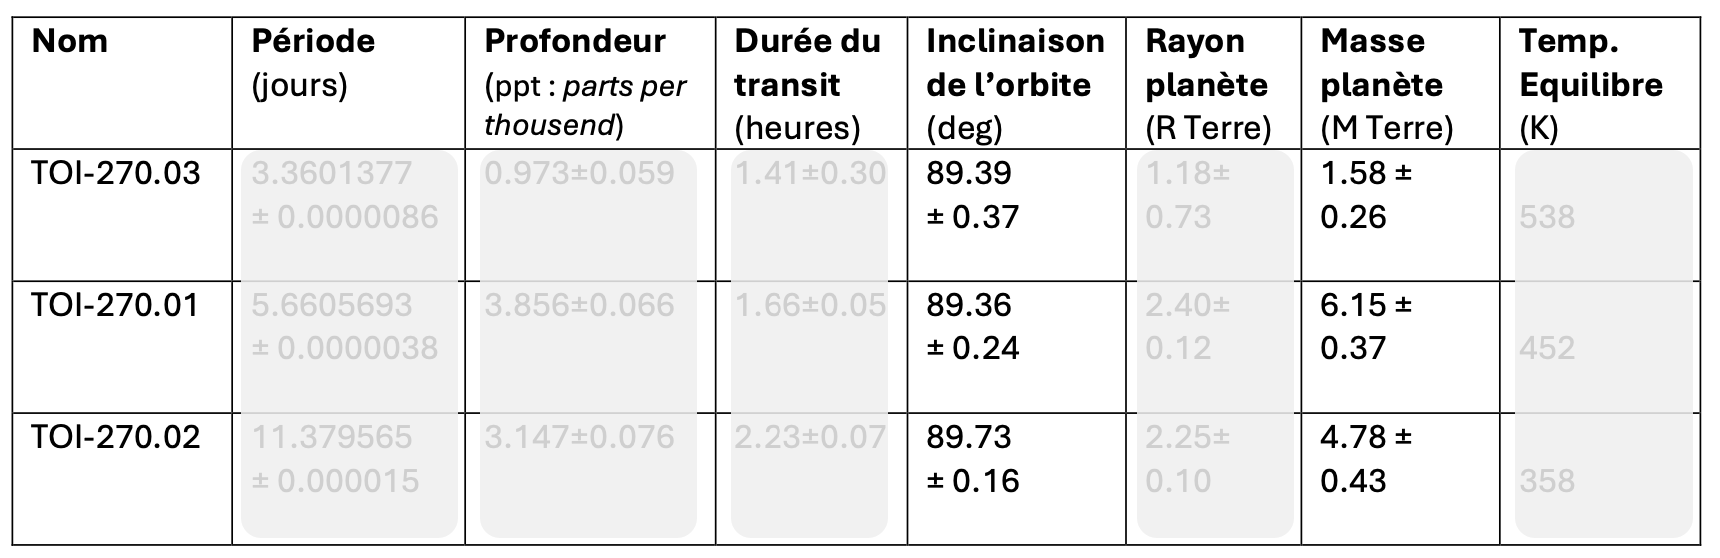 Nom
Période
(jours)
Profondeur
(ppt : parts per
thousend)
Durée du
transit
(heures)
Inclinaison
de l’orbite
(deg)
Rayon
planète
(R Terre)
Masse
planète
(M Terre)
Temp.
Equilibre
(K)
TOI-270.03
3.3601377
± 0.0000086
0.973±0.059
1.41±0.30
89.39
± 0.37
1.18±
0.73
1.58 ±
0.26
538
TOI-270.01
5.6605693
± 0.0000038
3.856±0.066
1.66±0.05
89.36
± 0.24
2.40±
0.12
6.15 ±
0.37
452
TOI-270.02
11.379565
± 0.000015
3.147±0.076
2.23±0.07
89.73
± 0.16
2.25±
0.10
4.78 ±
0.43
358